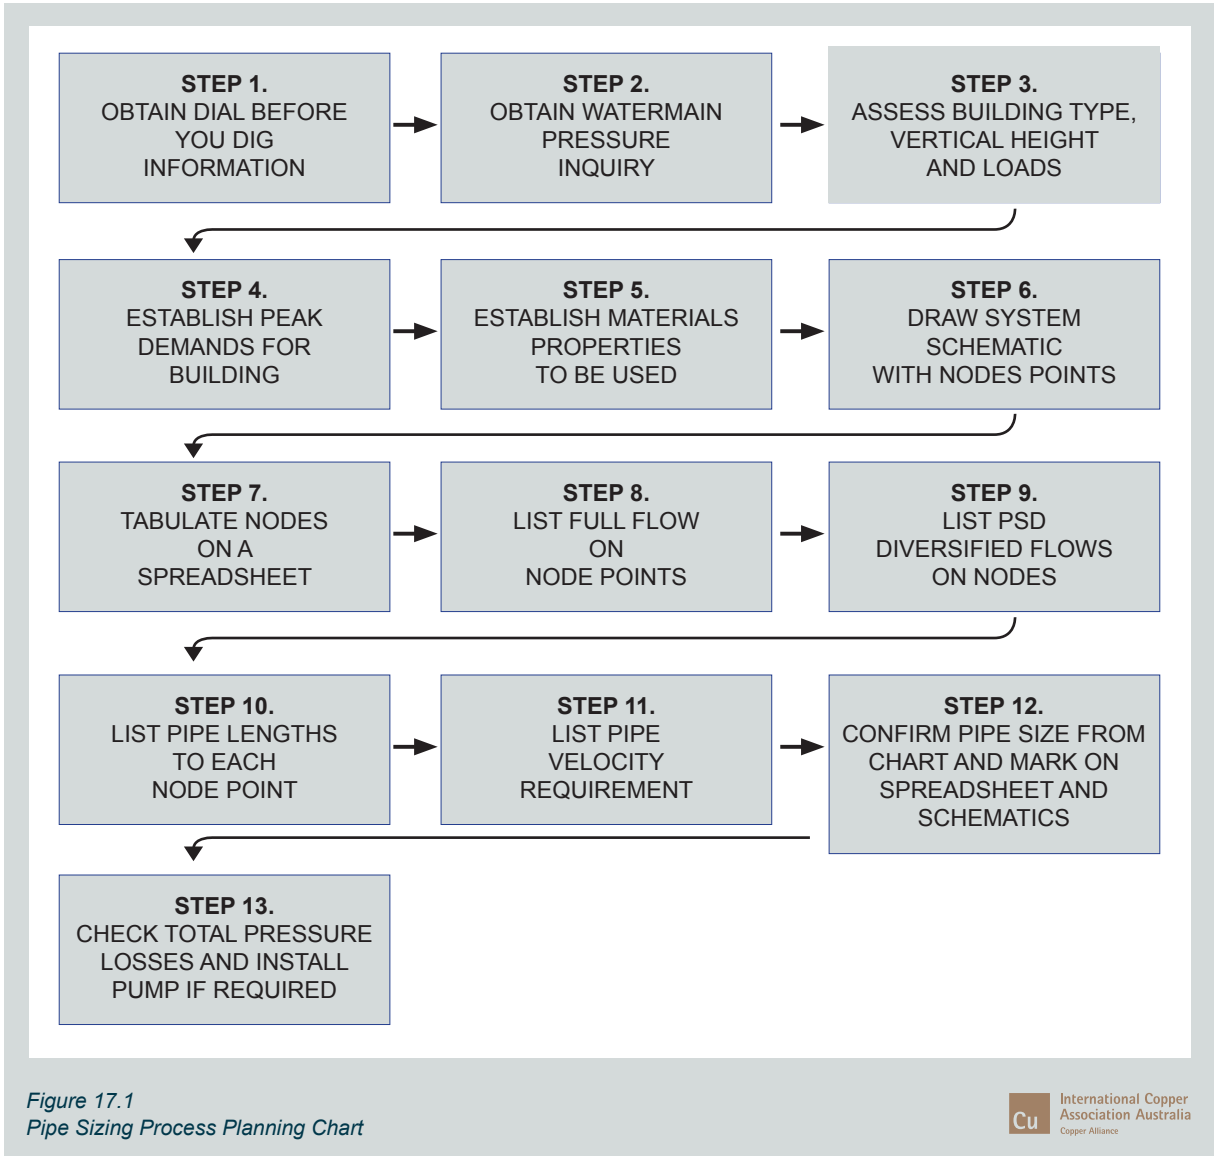 STEP 1.
OBTAIN DIAL BEFORE
YOU DIG
INFORMATION
STEP 2.
OBTAIN WATERMAIN
PRESSURE
INQUIRY
STEP 3.
ASSESS BUILDING TYPE,
VERTICAL HEIGHT
AND LOADS
STEP 4.
ESTABLISH PEAK
DEMANDS FOR
BUILDING
STEP 5.
ESTABLISH MATERIALS
PROPERTIES
TO BE USED
STEP 6.
DRAW SYSTEM
SCHEMATIC
WITH NODES POINTS
STEP 7.
TABULATE NODES
ON A
SPREADSHEET
STEP 8.
LIST FULL FLOW
ON
NODE POINTS
STEP 9.
LIST PSD
DIVERSIFIED FLOWS
ON NODES
STEP 10.
LIST PIPE LENGTHS
TO EACH
NODE POINT
STEP 11.
LIST PIPE
VELOCITY
REQUIREMENT
STEP 12.
CONFIRM PIPE SIZE FROM
CHART AND MARK ON
SPREADSHEET AND
SCHEMATICS
STEP 13.
CHECK TOTAL PRESSURE
LOSSES AND INSTALL
PUMP IF REQUIRED
Figure 17.1
Pipe Sizing Process Planning Chart
Cu
International Copper
Association Australia
Copper Alliance